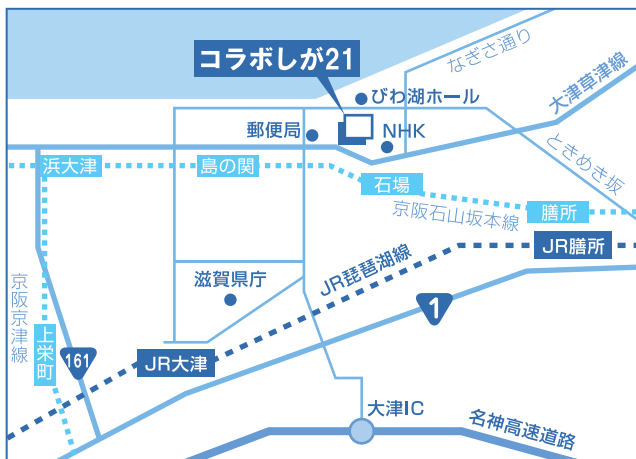 コラボしが21
なぎさ通り
びわ湖ホール
大津草津線
郵便局
NHK
ときめき坂
浜大津
島の関
石場
膳所
京阪石山坂本線
JR膳所
滋賀県庁
JR琵琶湖線
京阪京津線
1
上栄町
161
JR大津
大津IC
名神高速道路